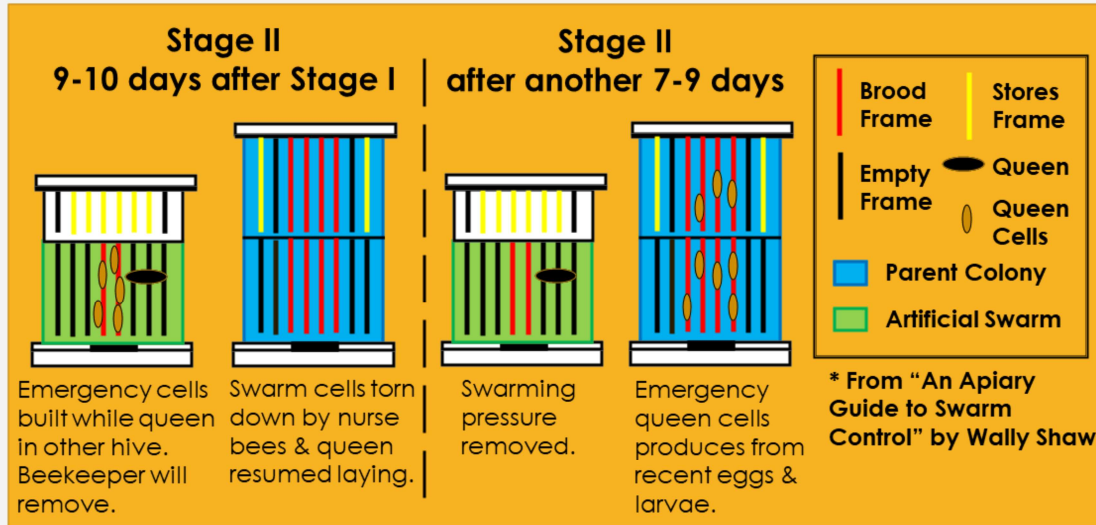 Stage II
9-10 days after Stage I
Stage II
after another 7-9 days
Emergency cells
built while queen
in other hive.
Beekeeper will
remove.
Swarm cells torn
down by nurse
bees & queen
resumed laying.
Swarming
pressure
removed.
Emergency
queen cells
produces from
recent eggs &
larvae.
Brood
Frame
Stores
Frame
Empty
Frame
Queen
Queen
Cells
Parent Colony
Artificial Swarm
* From “An Apiary
Guide to Swarm
Control” by Wally Shaw